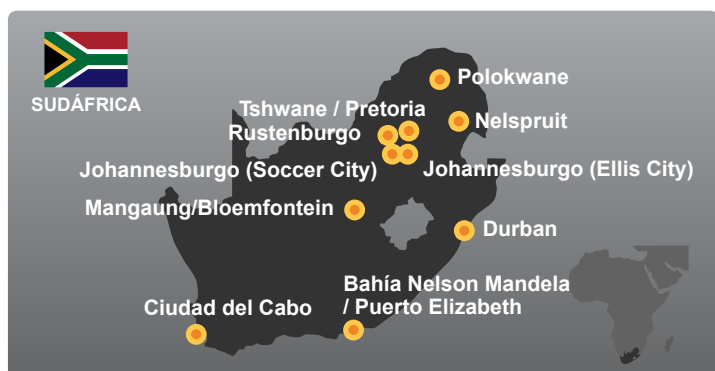 SUDÁFRICA
Polokwane
Tshwane / Pretoria
Nelspruit
Rustenburgo
Johannesburgo (Soccer City)
Johannesburgo (Ellis City)
Mangaung/Bloemfontein
Durban
Bahía Nelson Mandela
/ Puerto Elizabeth
Ciudad del Cabo